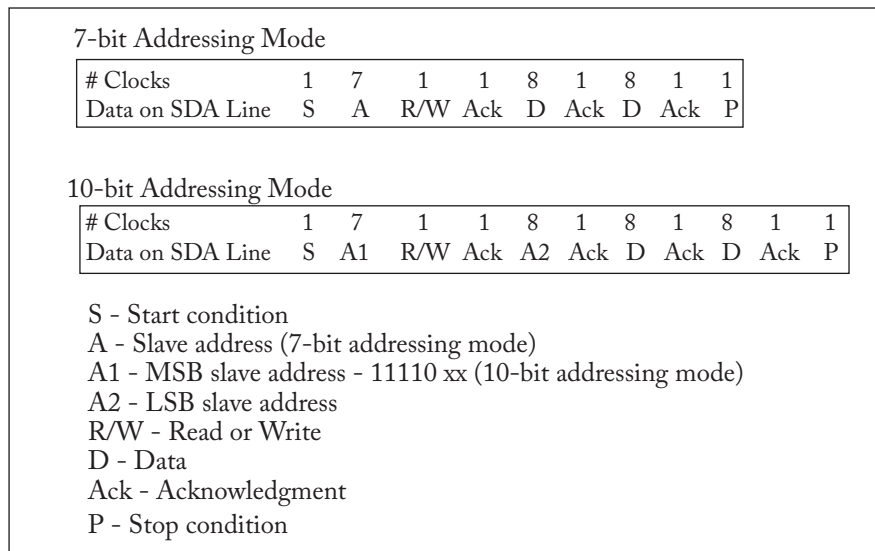 7-bit Addressing Mode
# Clocks 1 7 1 1 8 1 8 1 1
Data on SDA Line S A R/W Ack D Ack D Ack P
10-bit Addressing Mode
# Clocks 1 7 1 1 8 1 8 1 8 1 1
Data on SDA Line S A1 R/W Ack A2 Ack D Ack D Ack P
S - Start condition
A - Slave address (7-bit addressing mode)
A1 - MSB slave address - 11110 xx (10-bit addressing mode)
A2 - LSB slave address
R/W - Read or Write
D - Data
Ack - Acknowledgment
P - Stop condition